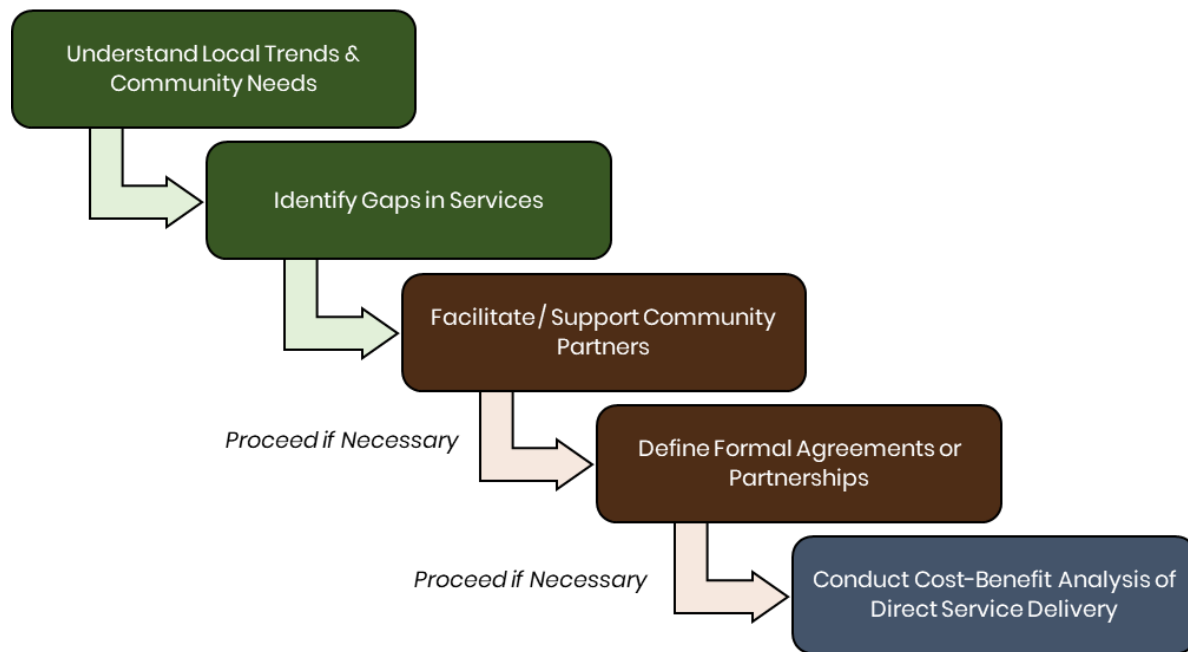 Understand Local Trends &
Community Needs
Identify Gaps in Services
Facilitate / Support Community
Partners
Proceed if Necessary
Define Formal Agreements or
Partnerships
Proceed if Necessary
Conduct Cost-Benefit Analysis of
Direct Service Delivery